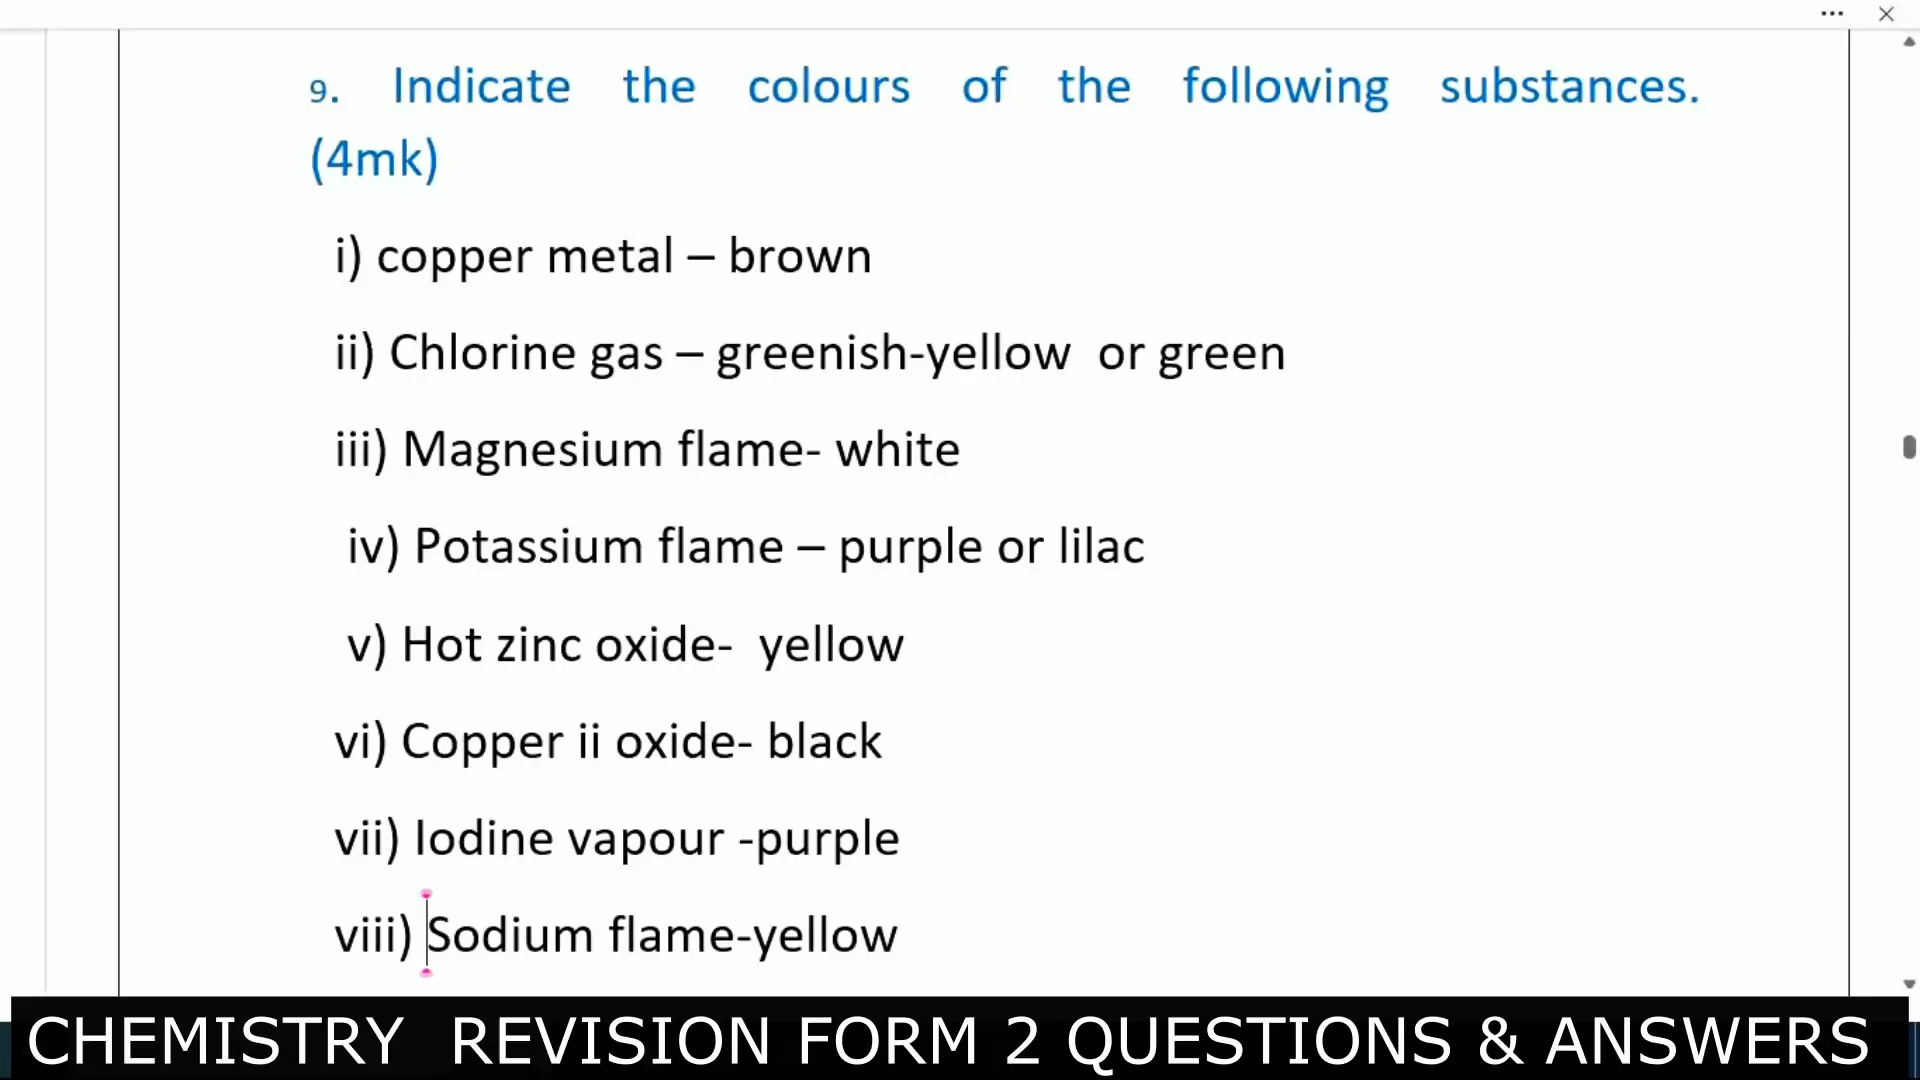 9. Indicate the colours of the following substances.
(4mk)
i) copper metal – brown
ii) Chlorine gas – greenish-yellow  or green
iii) Magnesium flame- white
iv) Potassium flame – purple or lilac
v) Hot zinc oxide-  yellow
vi) Copper ii oxide- black
vii) Iodine vapour -purple
viii) Sodium flame-yellow
CHEMISTRY  REVISION FORM 2 QUESTIONS & ANSWERS